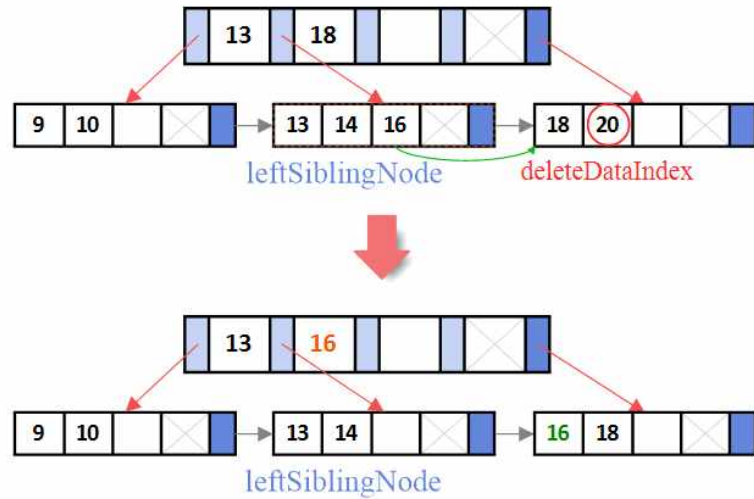 13 18
9 10 13 14 16 18 20
leftSiblingNode deleteDataIndex
13 16
9 10 13 14 16 18
leftSiblingNode